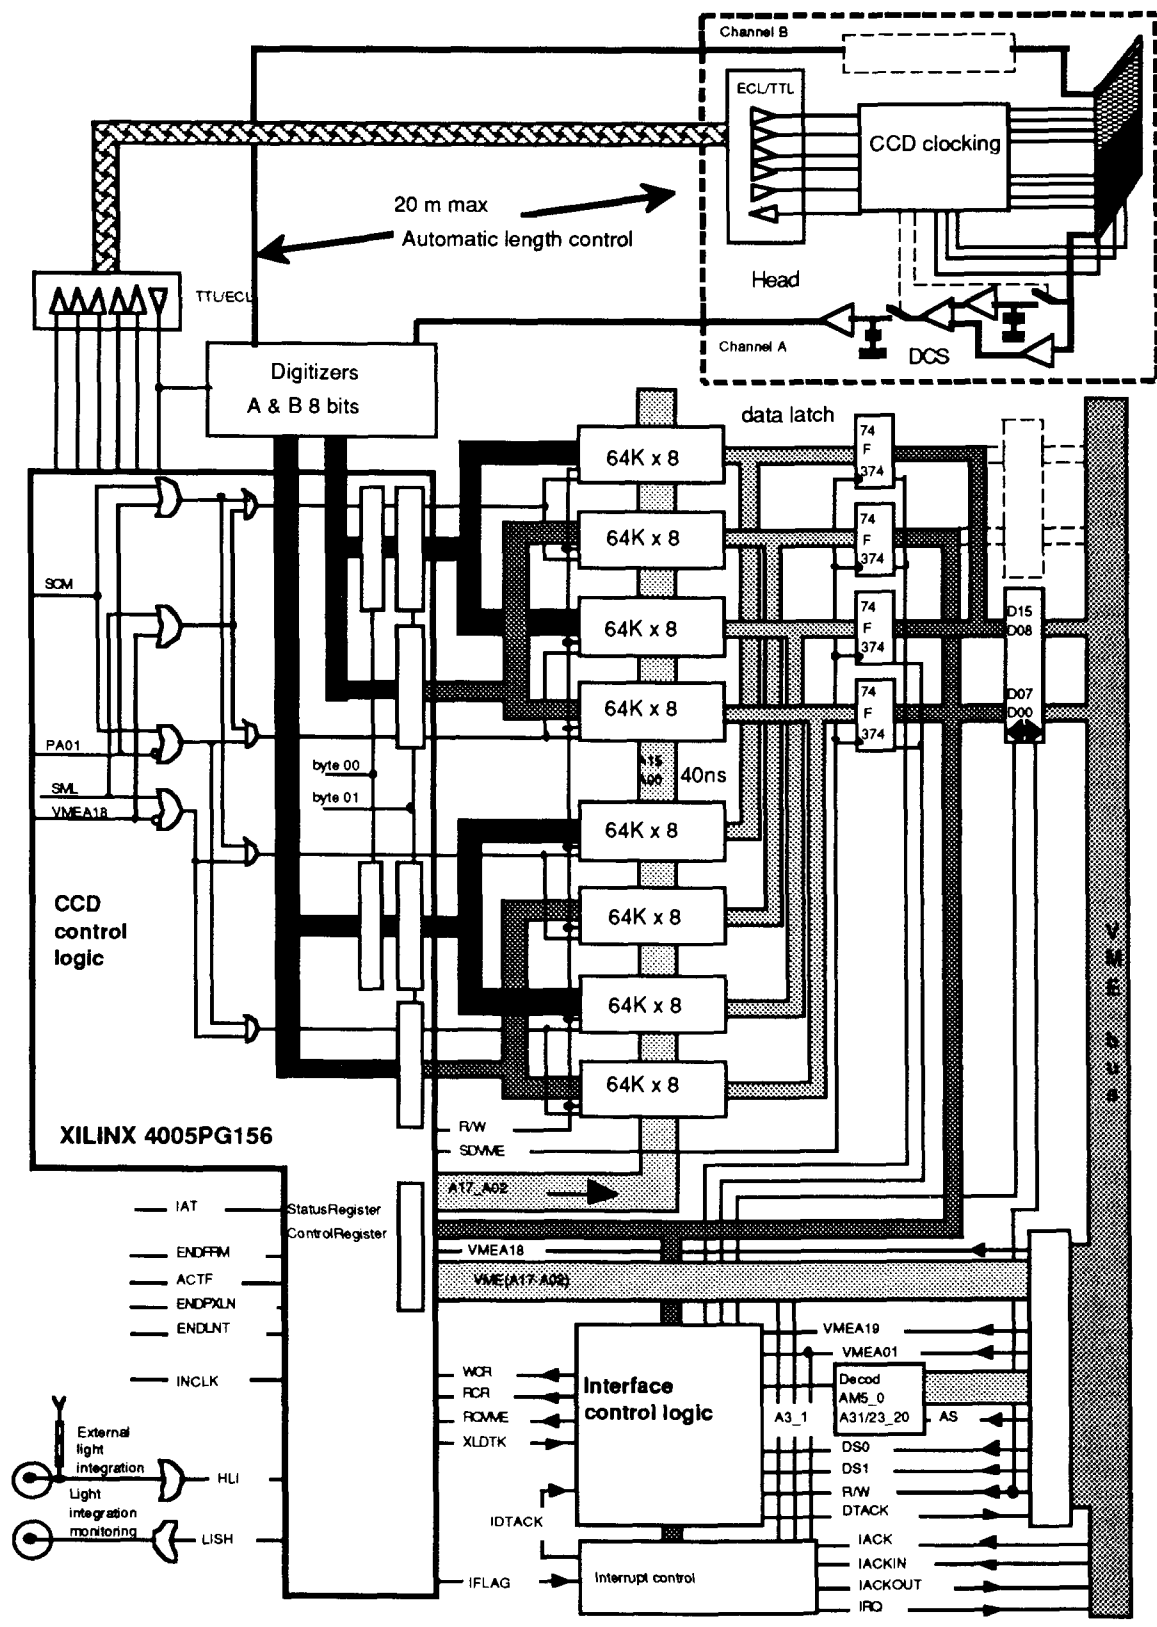 Channel B
ECL/TTL
CCD clocking
20 m max
Automatic length control
Head
TTL/ECL
Channel A
DCS
Digitizers
A & B 8 bits
data latch
64K x 8
74
F
374
64K x 8
74
F
374
SCM
64K x 8
74
F
374
D15
D08
64K x 8
74
F
374
D07
D00
PA01
byte 00
A15
A00
40ns
SML
byte 01
VMEA18
64K x 8
CCD
control
logic
64K x 8
VME bus
64K x 8
64K x 8
XILINX 4005PG156
R/W
SDVME
A17_A02
IAT
StatusRegister
ControlRegister
ENDFRM
VMEA18
ACTF
VME(A17-A02)
ENDPXLN
ENDLNT
VMEA19
VMEA01
INCLK
WCR
RCR
RCVME
XLDTK
Interface
control logic
Decod
AM5_0
A31/23_20
A3_1
AS
External
light
integration
HLI
DS0
DS1
R/W
DTACK
Light
integration
monitoring
LISH
IDTACK
IACK
IACKIN
IACKOUT
IRQ
IFLAG
Interrupt control